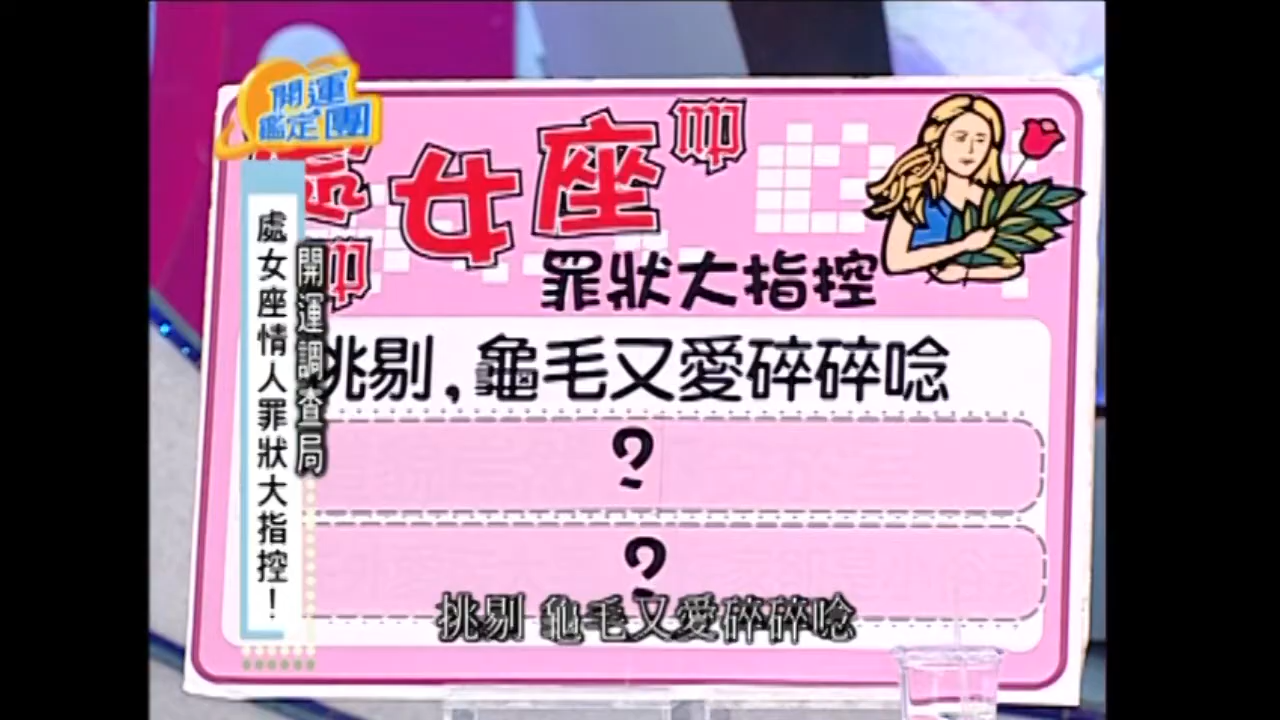 開運
鑑定團
處女座
罪狀大指控
挑剔,龜毛又愛碎碎唸
?
?
開運調查局
處女座情人罪狀大指控！
挑剔 龜毛又愛碎碎唸